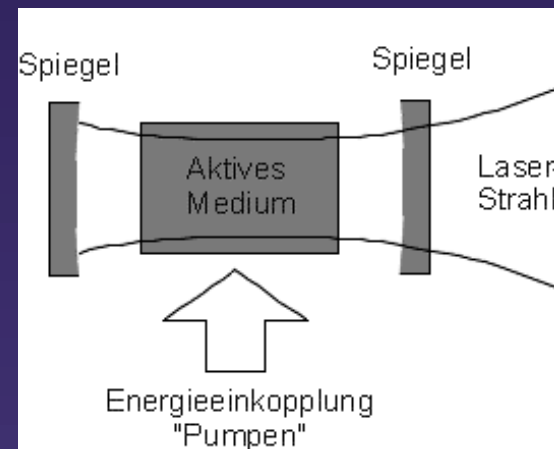 Spiegel
Spiegel
Aktives
Medium
Laser-
Strahl
Energieeinkopplung
"Pumpen"